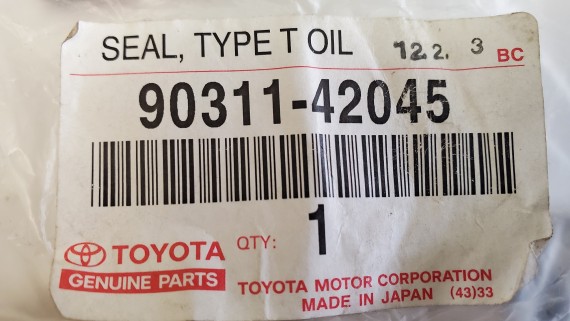 SEAL, TYPE T OIL 12 2. 3 BC
90311-42045
TOYOTA QTY: 1
GENUINE PARTS
TOYOTA MOTOR CORPORATION
MADE IN JAPAN (43)33